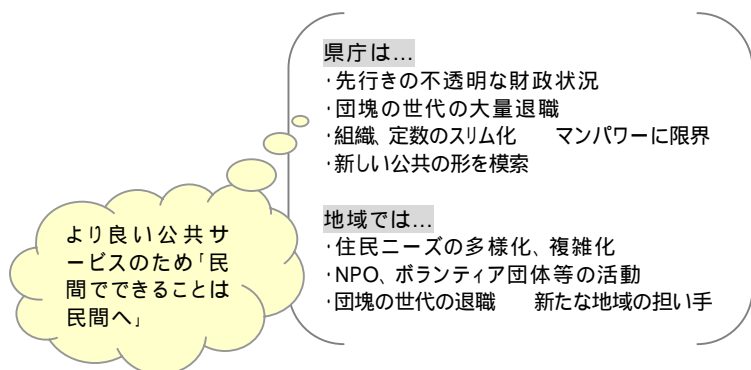 県庁は…
・先行きの不透明な財政状況
・団塊の世代の大量退職
・組織、定数のスリム化　　マンパワーに限界
・新しい公共の形を模索
地域では…
・住民ニーズの多様化、複雑化
・NPO、ボランティア団体等の活動
・団塊の世代の退職　　新たな地域の担い手
より良い公共サ
ービスのため「民
間でできることは
民間へ」